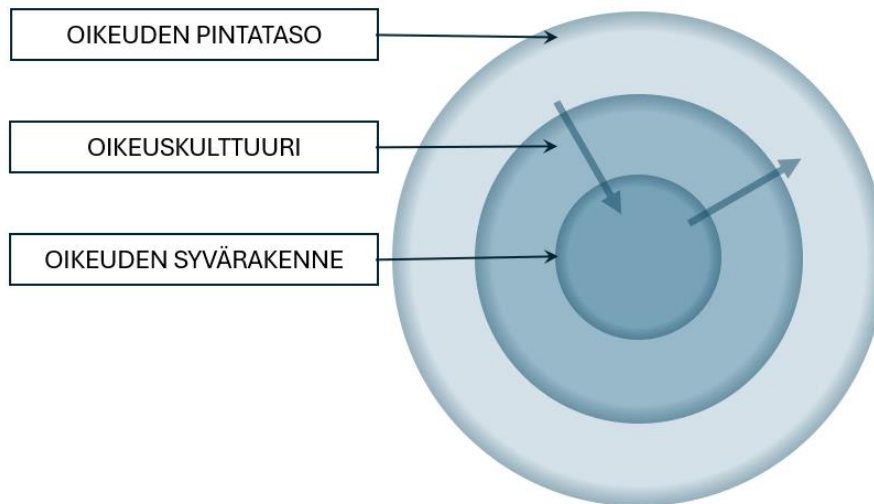 OIKEUDEN PINTATASO
OIKEUSKULTTUURI
OIKEUDEN SYVÄRAKENNE